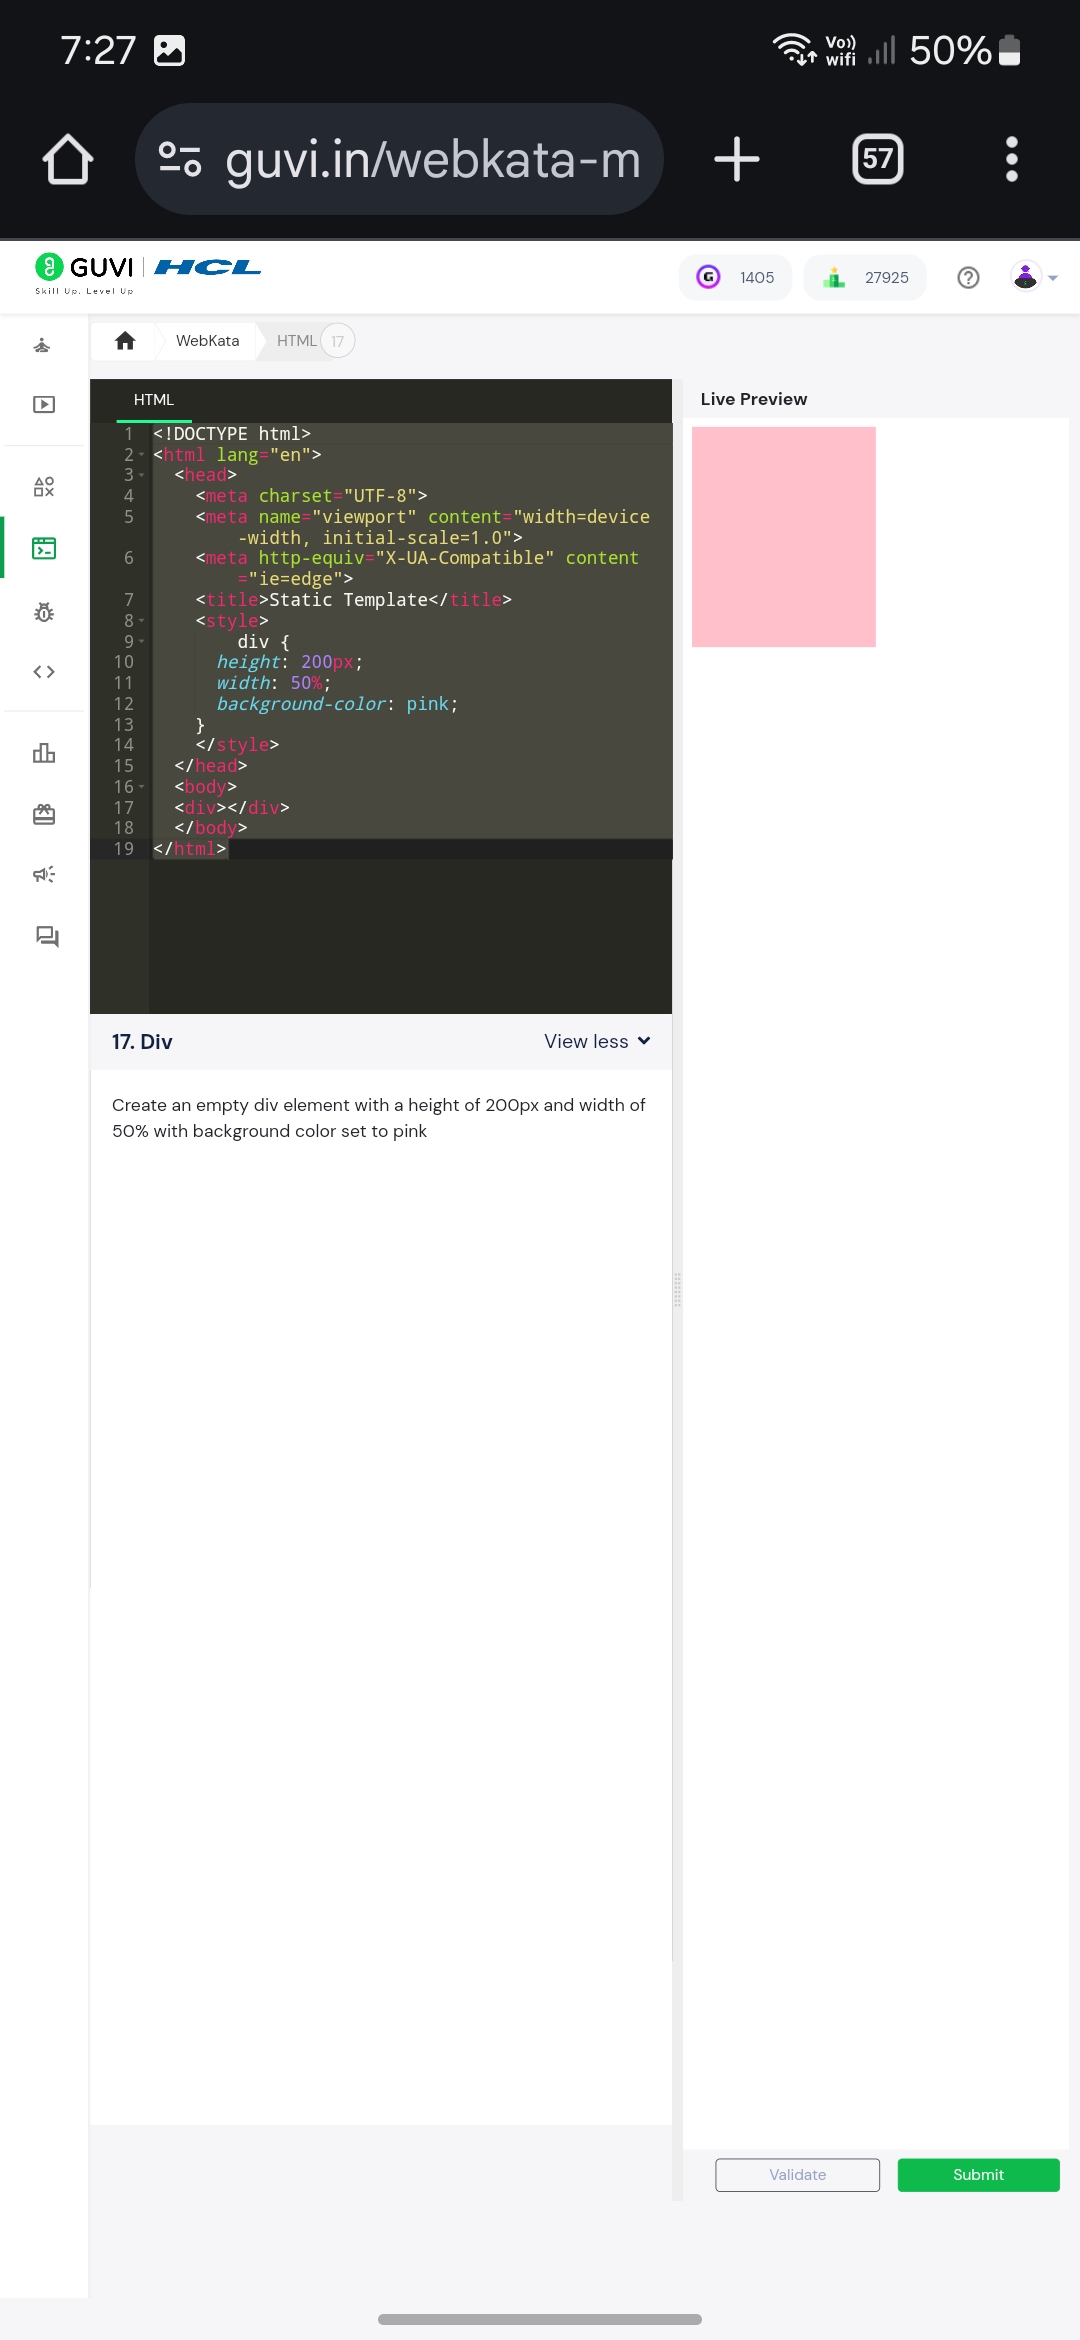 7:27
Vo))
wifi
50%
guvi.in/webkata-m
57
GUVI
HCL
Skill Up. Level Up
G
1405
27925
WebKata
HTML
17
HTML
1 <!DOCTYPE html>
2 <html lang="en">
3 <head>
4 <meta charset="UTF-8">
5 <meta name="viewport" content="width=device
-width, initial-scale=1.0">
6 <meta http-equiv="X-UA-Compatible" content
="ie=edge">
7 <title>Static Template</title>
8 <style>
9 div {
10 height: 200px;
11 width: 50%;
12 background-color: pink;
13 }
14 </style>
15 </head>
16 <body>
17 <div></div>
18 </body>
19 </html>
Live Preview
17. Div
View less
Create an empty div element with a height of 200px and width of
50% with background color set to pink
Validate
Submit